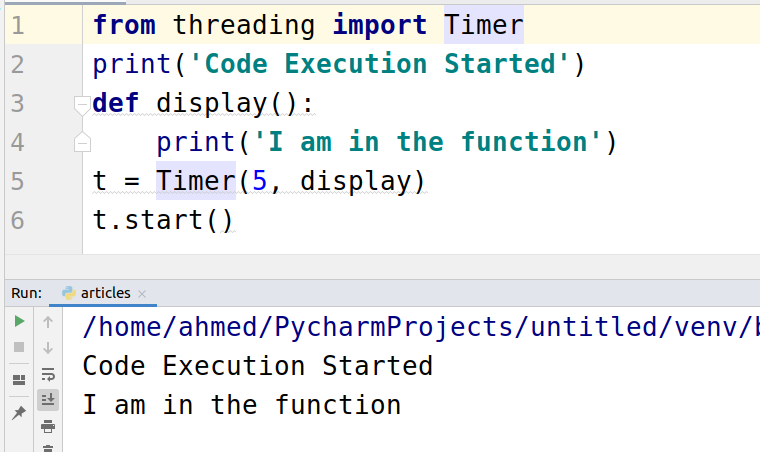 1 from threading import Timer
2 print('Code Execution Started')
3 def display():
4     print('I am in the function')
5 t = Timer(5, display)
6 t.start()
Run: articles ×
/home/ahmed/PycharmProjects/untitled/venv/b
Code Execution Started
I am in the function